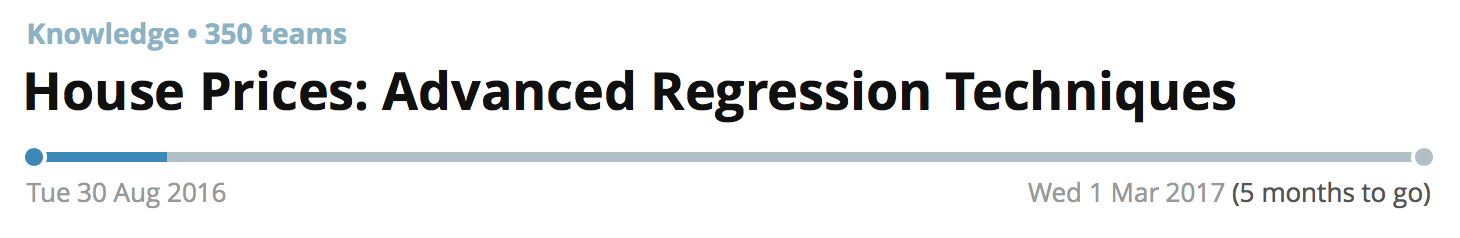 Knowledge • 350 teams
House Prices: Advanced Regression Techniques
Tue 30 Aug 2016 Wed 1 Mar 2017 (5 months to go)